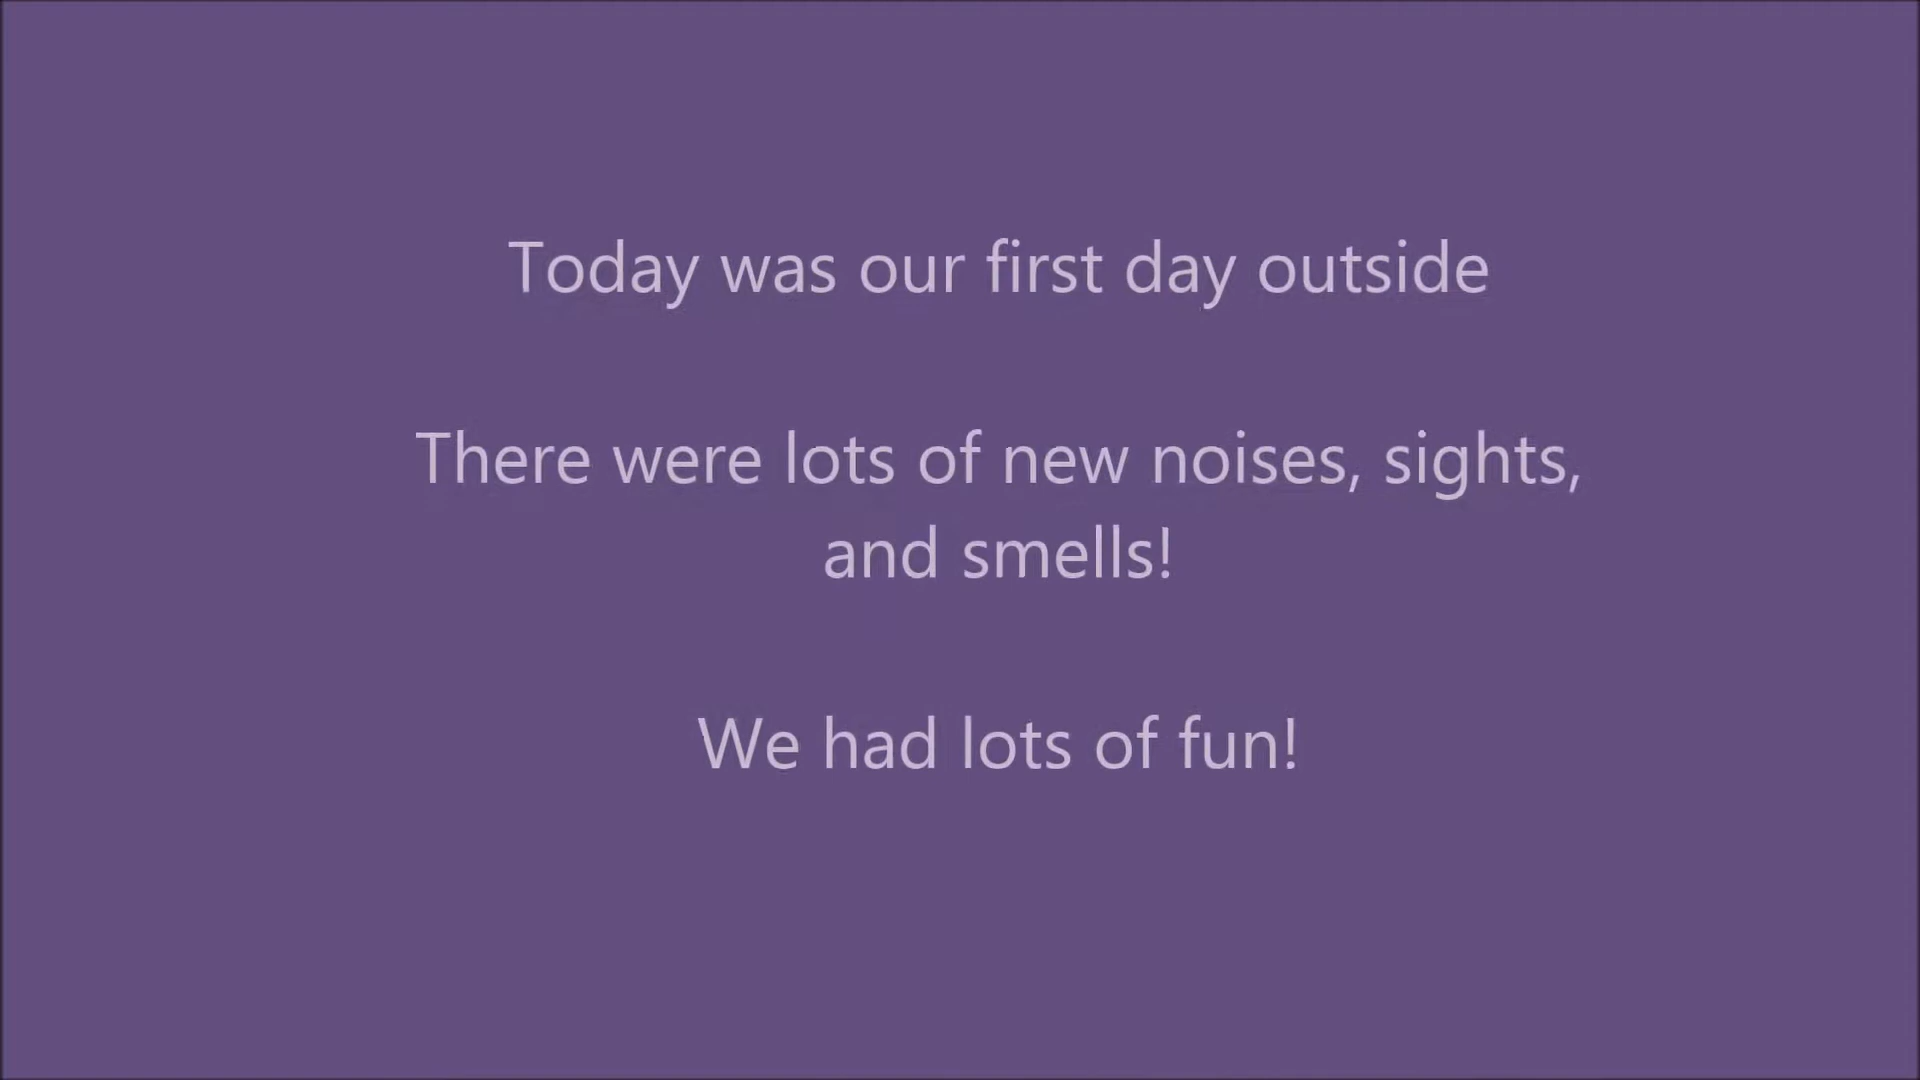 Today was our first day outside
There were lots of new noises, sights,
and smells!
We had lots of fun!